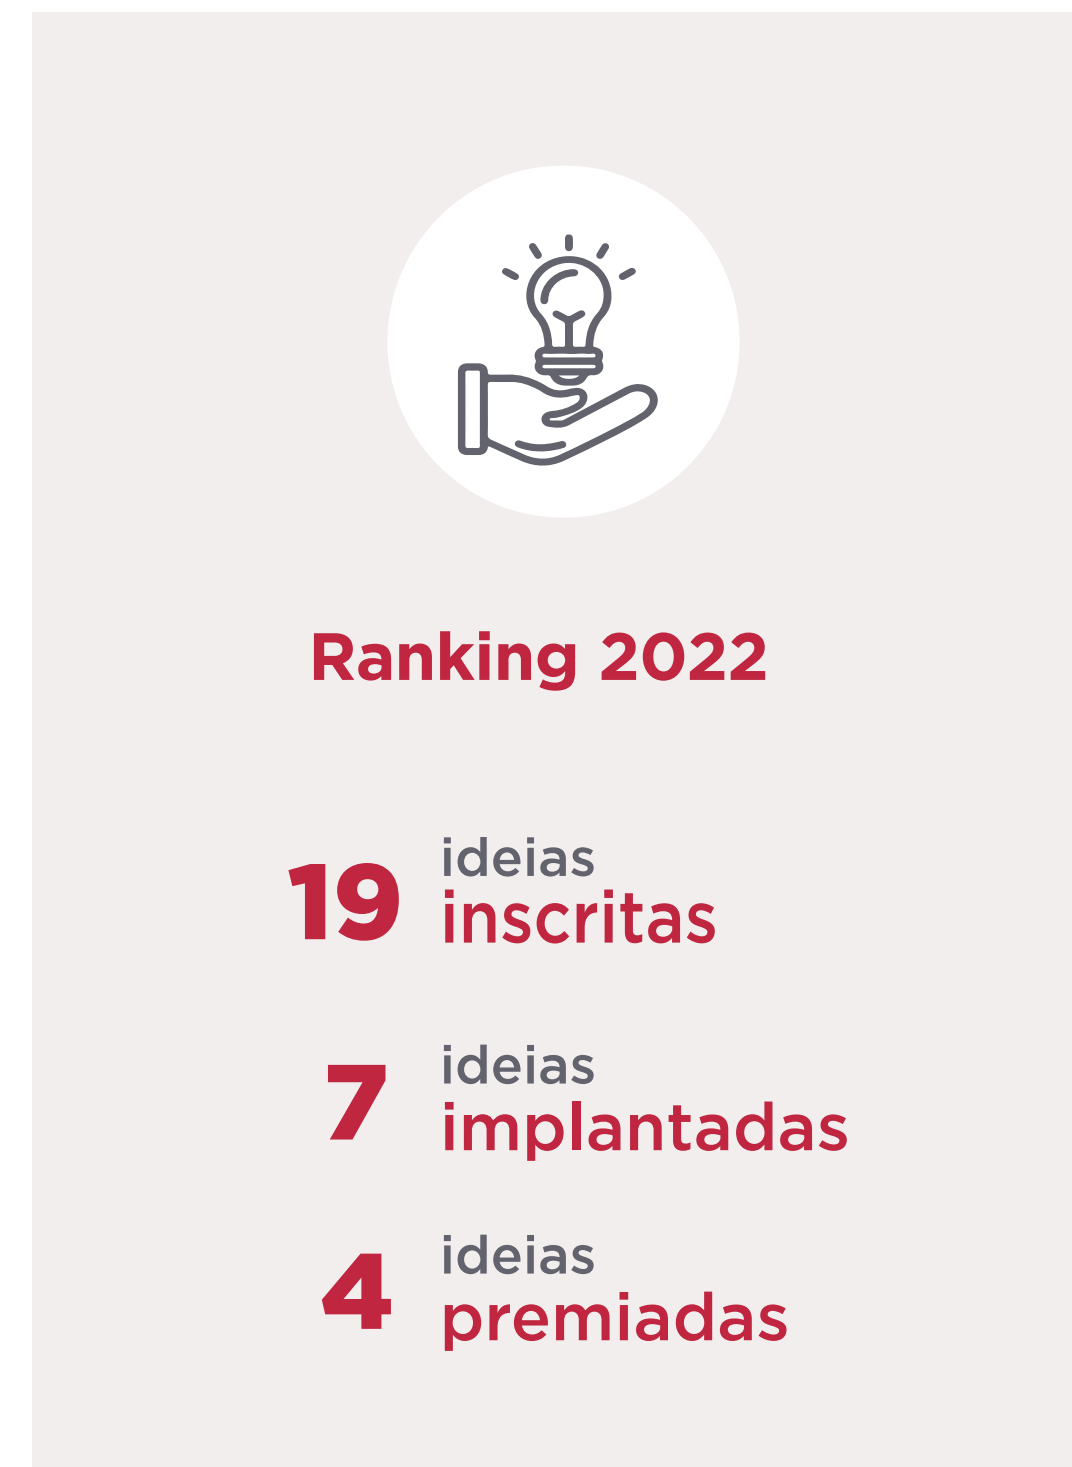 Ranking 2022
19 ideias
inscritas
7 ideias
implantadas
4 ideias
premiadas